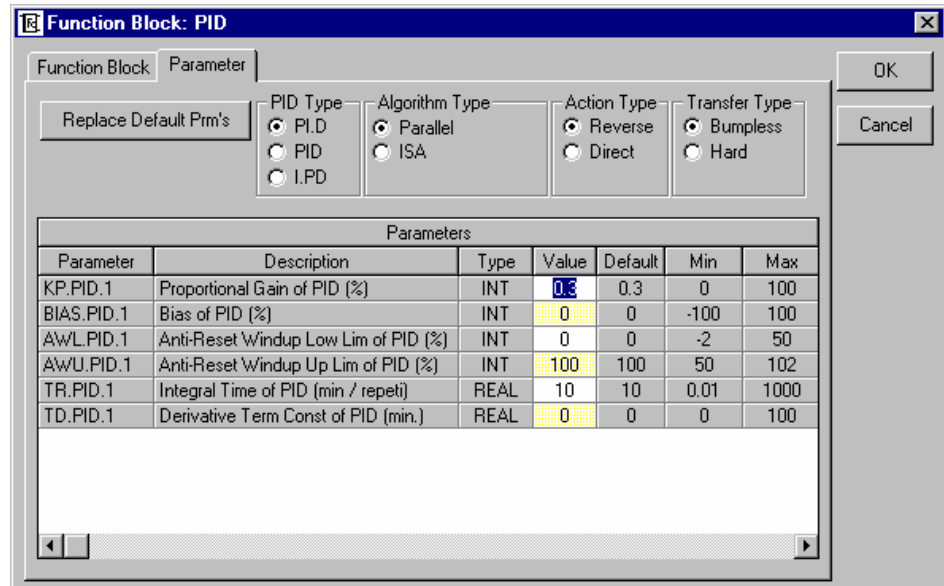 Function Block: PID
Function Block
Parameter
OK
Cancel
Replace Default Prm's
PID Type
PI.D
PID
I.PD
Algorithm Type
Parallel
ISA
Action Type
Reverse
Direct
Transfer Type
Bumpless
Hard
Parameters
Parameter Description Type Value Default Min Max
KP.PID.1 Proportional Gain of PID (%) INT 0.3 0.3 0 100
BIAS.PID.1 Bias of PID (%) INT 0 0 -100 100
AWL.PID.1 Anti-Reset Windup Low Lim of PID (%) INT 0 0 -2 50
AWU.PID.1 Anti-Reset Windup Up Lim of PID (%) INT 100 100 50 102
TR.PID.1 Integral Time of PID (min / repeti) REAL 10 10 0.01 1000
TD.PID.1 Derivative Term Const of PID (min.) REAL 0 0 0 100